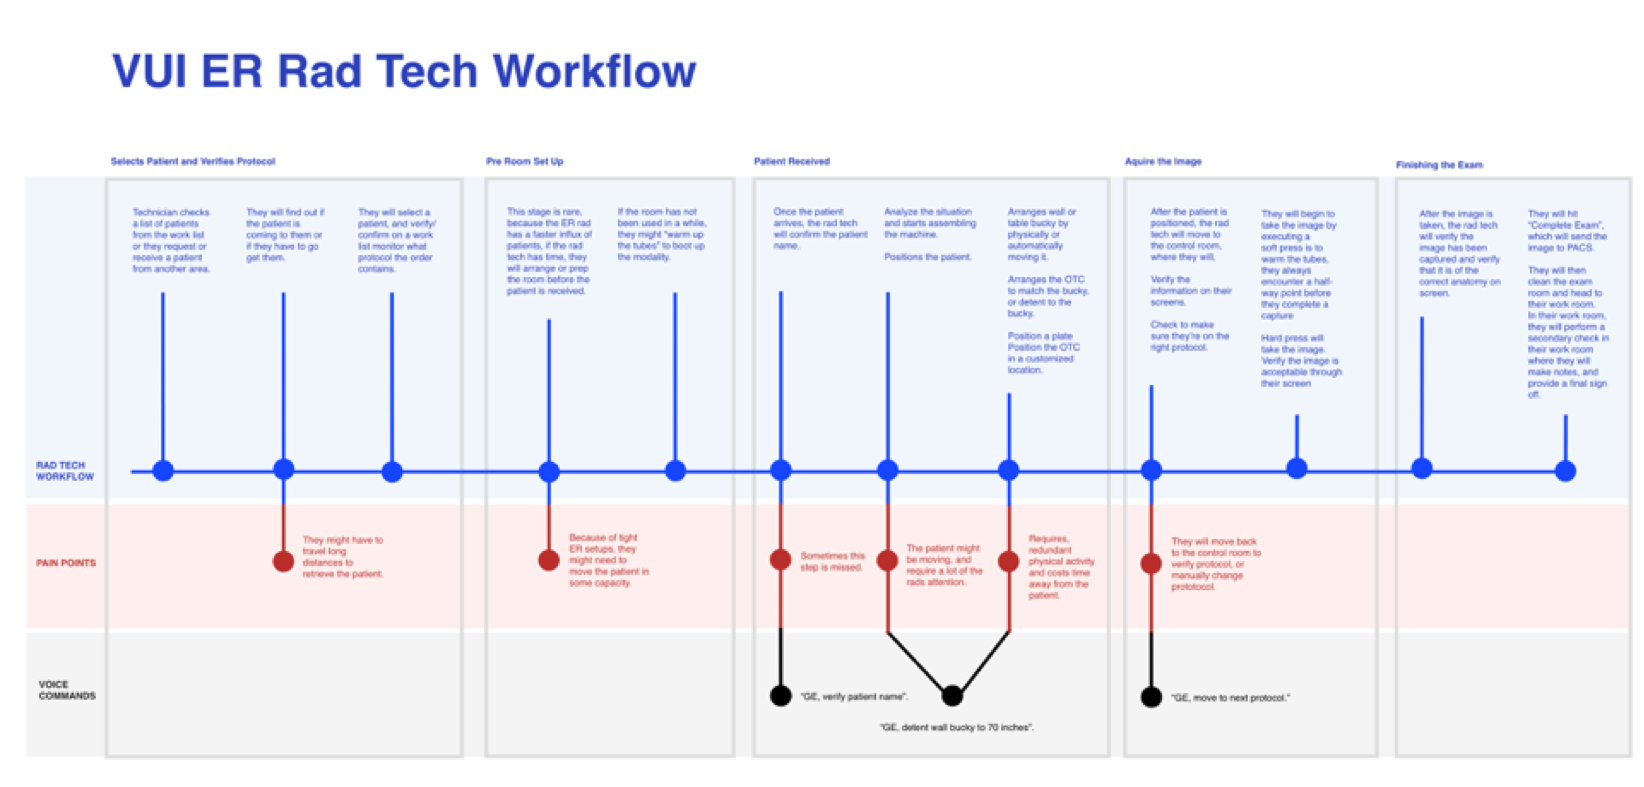 VUI ER Rad Tech Workflow
Selects Patient and Verifies Protocol
Technician checks
a list of patients
from the work list
or they request or
receive a patient
from another area.
They will find out if
the patient is
coming to them or
if they have to go
get them.
They will select a
patient, and verify/
confirm on a work
list monitor what
protocol the order
contains.
Pre Room Set Up
This stage is rare,
because the ER rad
has a faster influx of
patients, if the rad
tech has time, they
will arrange or prep
the room before the
patient is received.
If the room has not
been used in a while,
they might "warm up
the tubes" to boot up
the modality.
Patient Received
Once the patient
arrives, the rad tech
will confirm the patient
name.
Analyze the situation
and starts assembling
the machine.
Positions the patient.
Arranges wall or
table bucky by
physically or
automatically
moving it.
Arranges the OTC
to match the bucky,
or detent to the
bucky.
Position a plate
Position the OTC
in a customized
location.
Aquire the Image
After the patient is
positioned, the rad
tech will move to
the control room,
where they will,
Verify the
information on their
screens.
Check to make
sure they're on the
right protocol.
They will begin to
take the image by
executing a
soft press is to
warm the tubes,
they always
encounter a half-
way point before
they complete a
capture
Hard press will
take the image.
Verify the image is
acceptable through
their screen
Finishing the Exam
After the image is
taken, the rad tech
will verify the
image has been
captured and verify
that it is of the
correct anatomy on
screen.
They will hit
"Complete Exam",
which will send the
image to PACS.
They will then
clean the exam
room and head to
their work room.
In their work room,
they will perform a
secondary check in
their work room
where they will
make notes, and
provide a final sign
off.
RAD TECH
WORKFLOW
PAIN POINTS
They might have to
travel long
distances to
retrieve the patient.
Because of tight
ER setups, they
might need to
move the patient in
some capacity.
Sometimes this
step is missed.
The patient might
be moving, and
require a lot of the
rads attention.
Requires,
redundant
physical activity
and costs time
away from the
patient.
They will move back
to the control room to
verify protocol, or
manually change
prototocol.
VOICE
COMMANDS
"GE, verify patient name".
"GE, detent wall bucky to 70 inches".
"GE, move to next protocol."